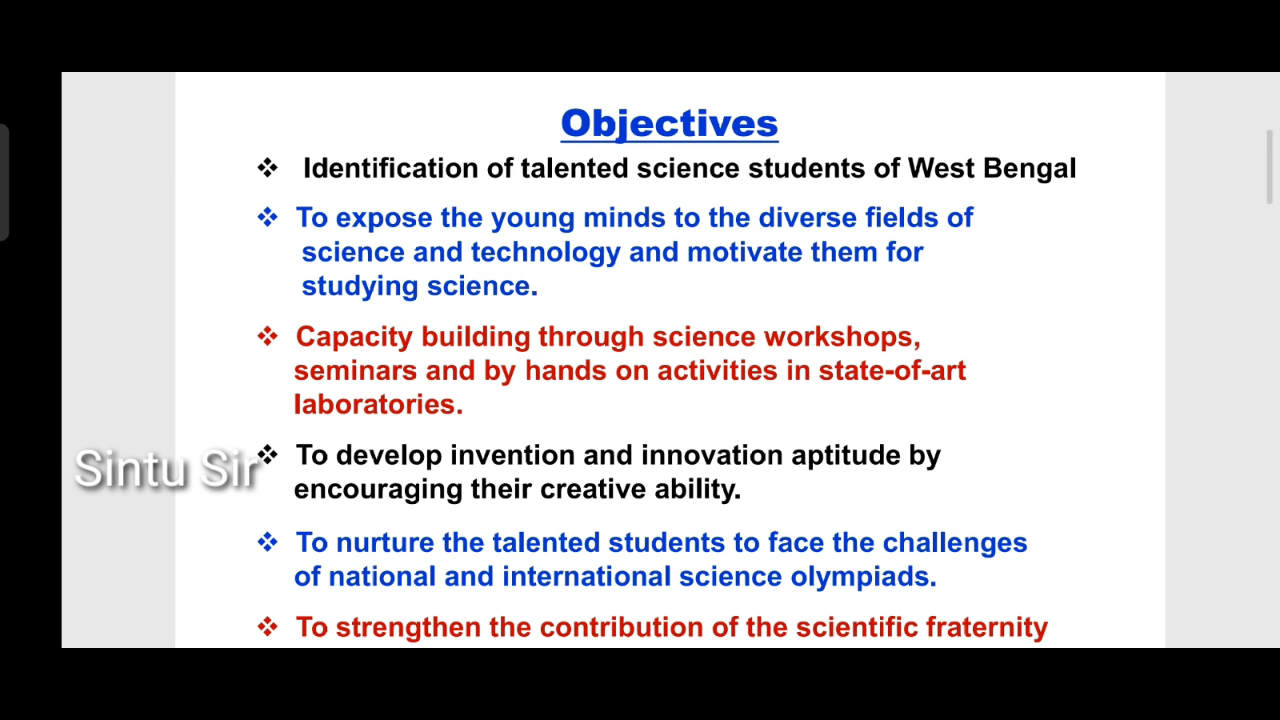 Objectives
❖ Identification of talented science students of West Bengal
❖ To expose the young minds to the diverse fields of
science and technology and motivate them for
studying science.
❖ Capacity building through science workshops,
seminars and by hands on activities in state-of-art
laboratories.
Sintu Sir
❖ To develop invention and innovation aptitude by
encouraging their creative ability.
❖ To nurture the talented students to face the challenges
of national and international science olympiads.
❖ To strengthen the contribution of the scientific fraternity